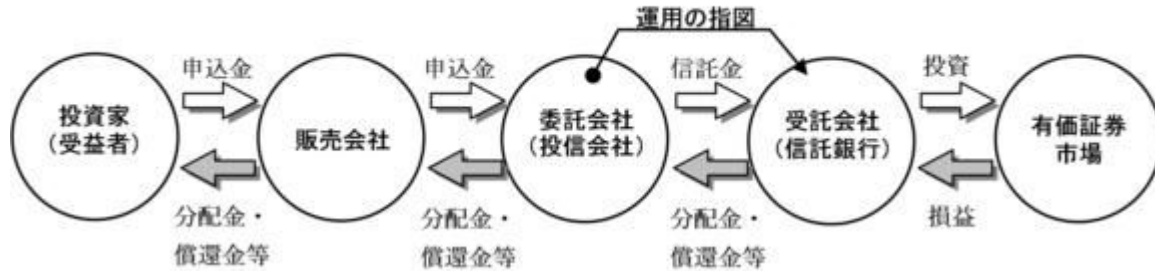 運用の指図
申込金
申込金
信託金
投資
投資家
（受益者）
販売会社
委託会社
（投信会社）
受託会社
（信託銀行）
有価証券
市場
分配金・
償還金等
分配金・
償還金等
分配金・
償還金等
損益